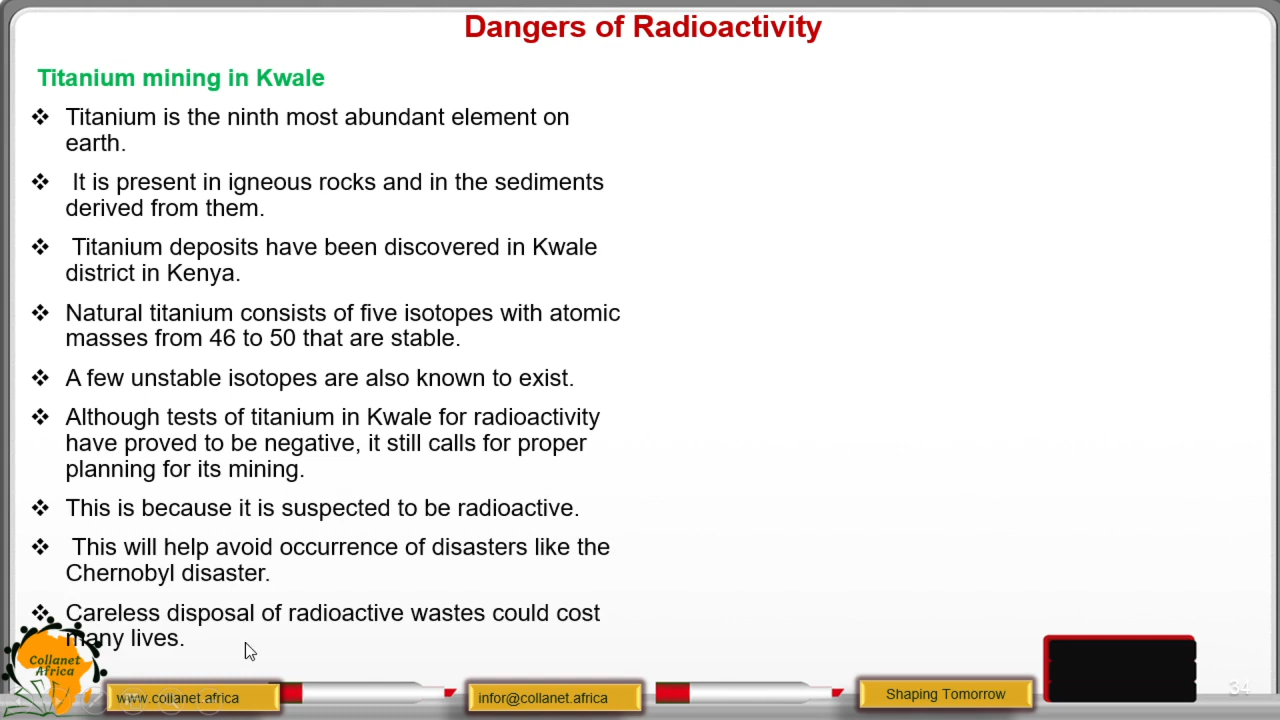 Dangers of Radioactivity
Titanium mining in Kwale
❖ Titanium is the ninth most abundant element on
earth.
❖ It is present in igneous rocks and in the sediments
derived from them.
❖ Titanium deposits have been discovered in Kwale
district in Kenya.
❖ Natural titanium consists of five isotopes with atomic
masses from 46 to 50 that are stable.
❖ A few unstable isotopes are also known to exist.
❖ Although tests of titanium in Kwale for radioactivity
have proved to be negative, it still calls for proper
planning for its mining.
❖ This is because it is suspected to be radioactive.
❖ This will help avoid occurrence of disasters like the
Chernobyl disaster.
❖ Careless disposal of radioactive wastes could cost
many lives.
Collanet
Africa
www.collanet.africa
infor@collanet.africa
Shaping Tomorrow
34